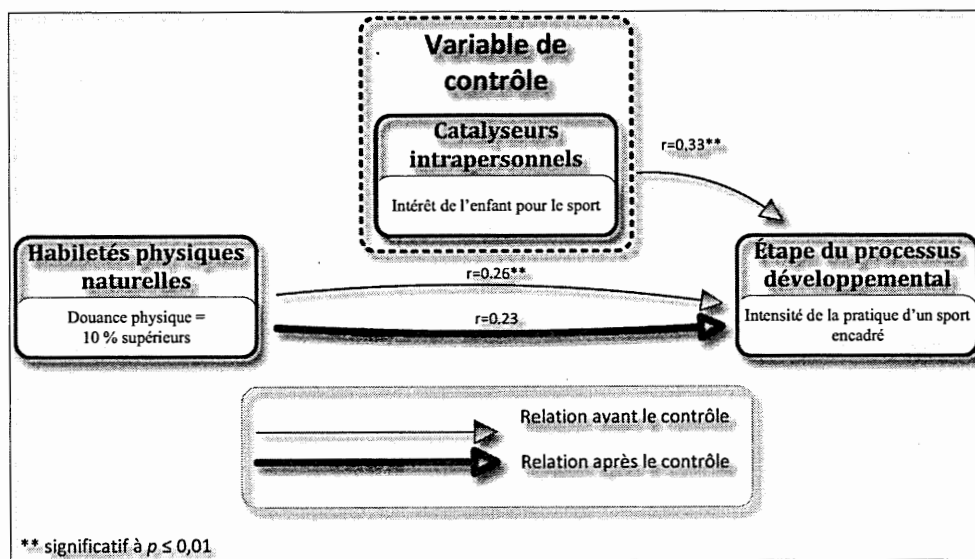 Variable de
contrôle
Catalyseurs
intrapersonnels
Intérêt de l'enfant pour le sport
r=0,33**
Habiletés physiques
naturelles
Douance physique =
10 % supérieurs
r=0.26**
r=0,23
Étape du processus
développemental
Intensité de la pratique d'un sport
encadré
Relation avant le contrôle
Relation après le contrôle
** significatif à p ≤ 0,01